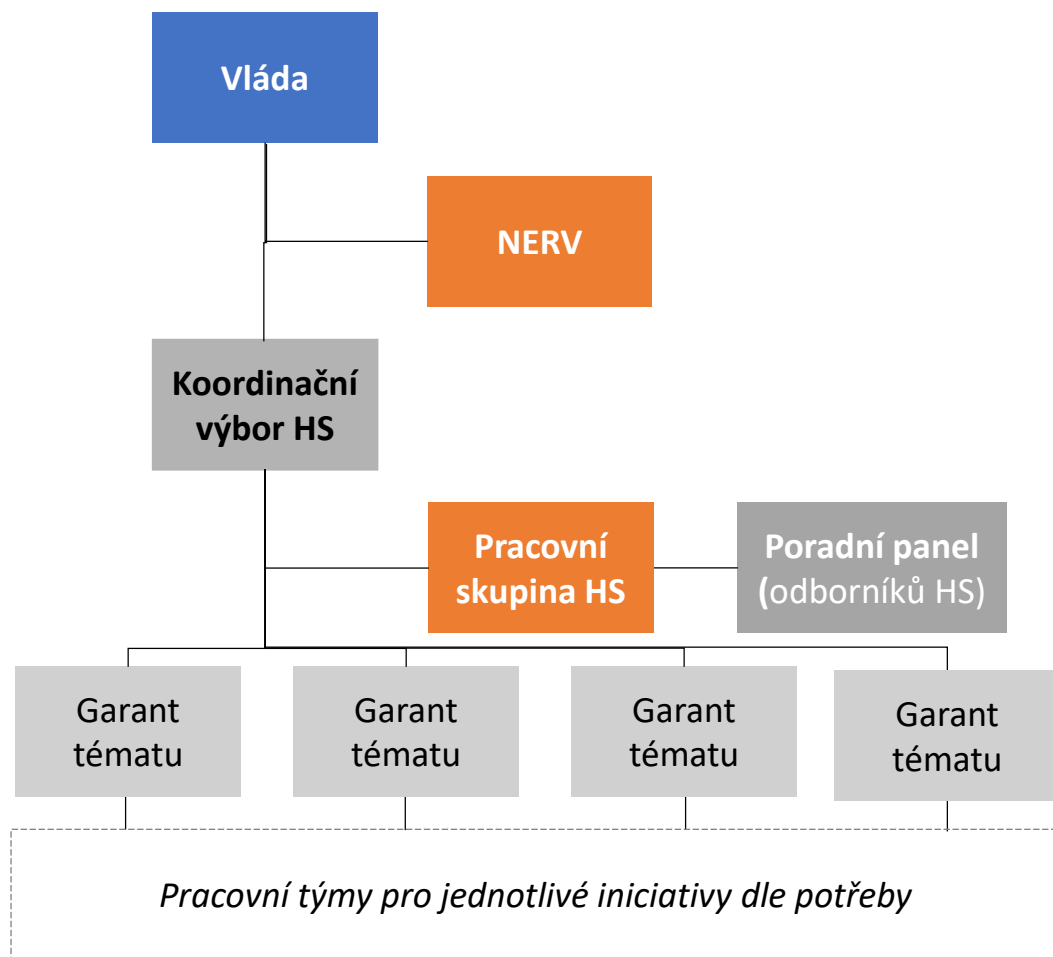 Vláda
NERV
Koordinační
výbor HS
Pracovní
skupina HS
Poradní panel
(odborníků HS)
Garant
tématu
Garant
tématu
Garant
tématu
Garant
tématu
Pracovní týmy pro jednotlivé iniciativy dle potřeby